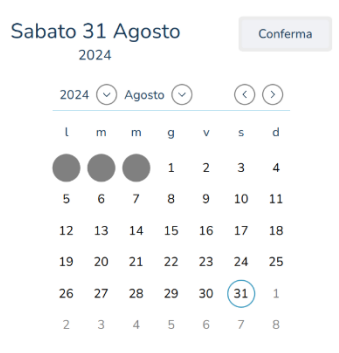 Sabato 31 Agosto
2024
Conferma
2024 Agosto
l m m g v s d
1 2 3 4
5 6 7 8 9 10 11
12 13 14 15 16 17 18
19 20 21 22 23 24 25
26 27 28 29 30 31 1
2 3 4 5 6 7 8